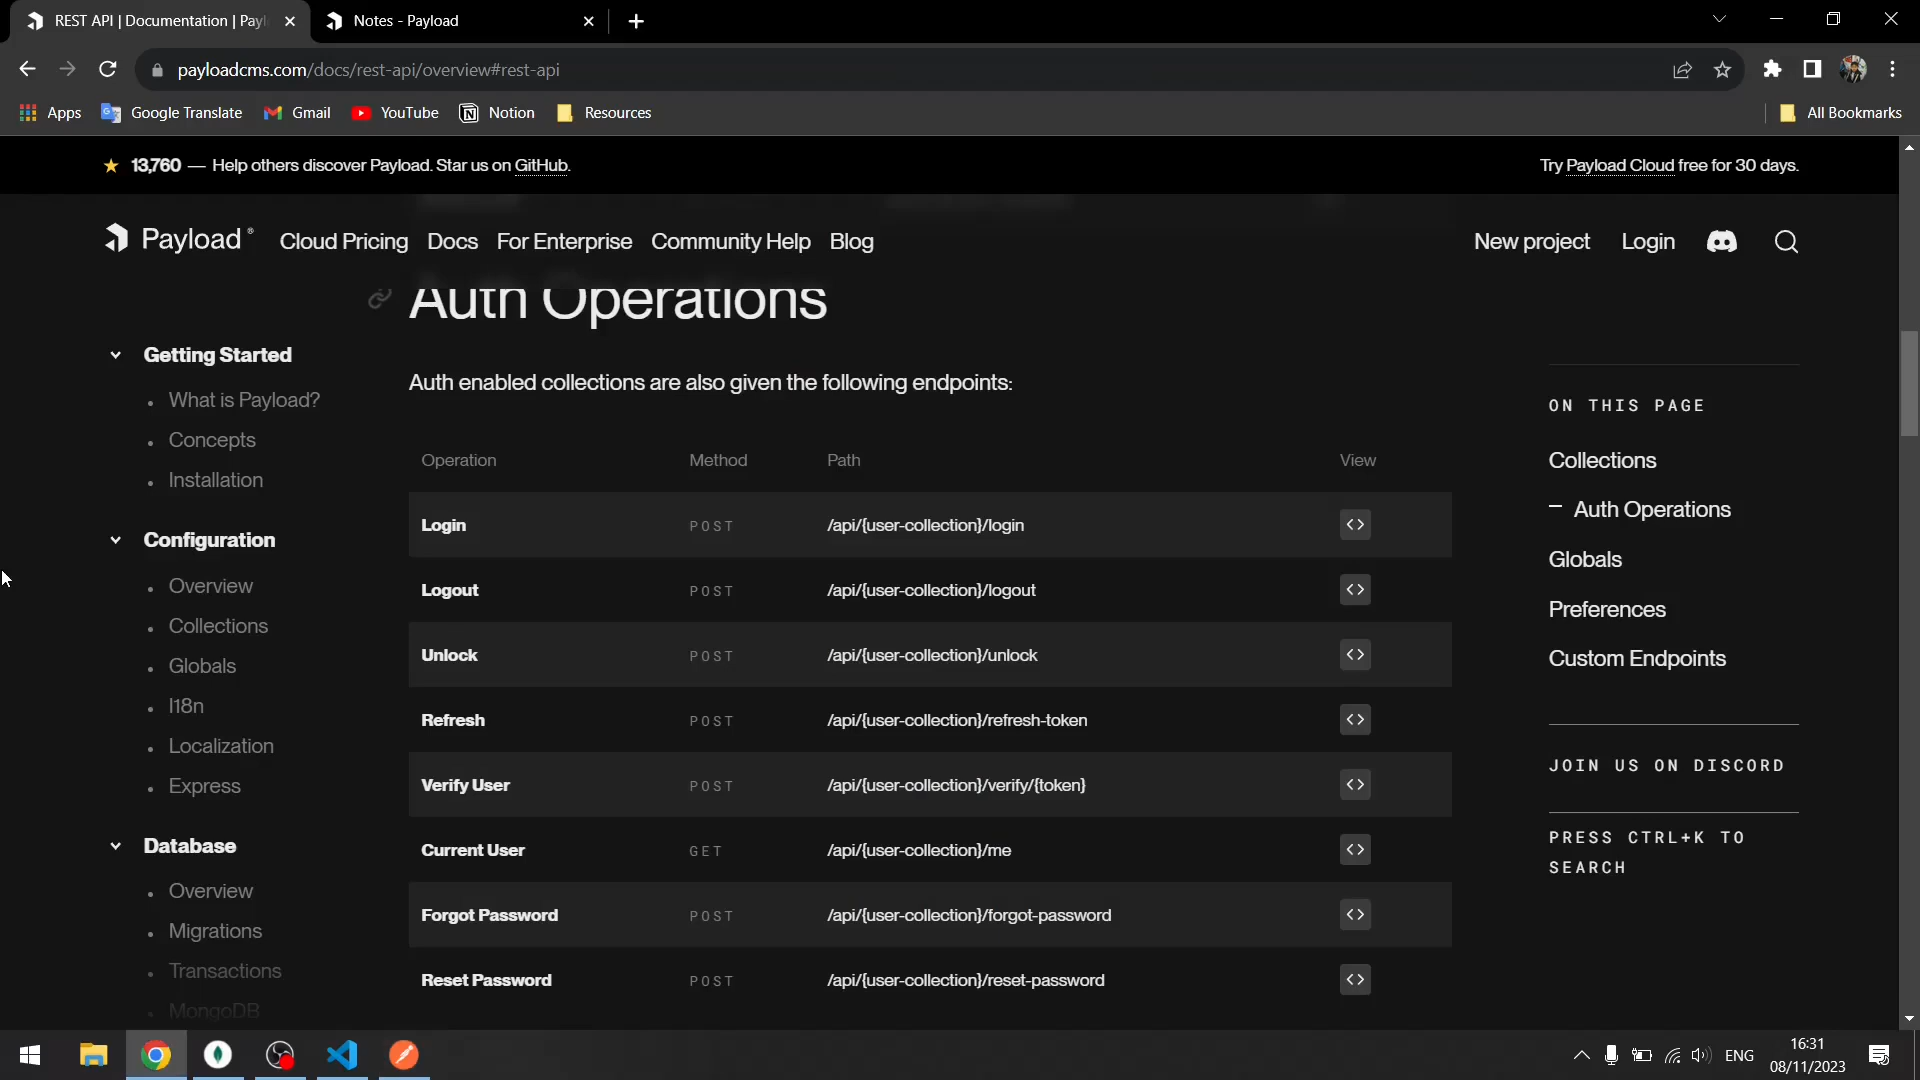 REST API | Documentation | Payl
Notes - Payload
payloadcms.com/docs/rest-api/overview#rest-api
Apps
Google Translate
Gmail
YouTube
Notion
Resources
All Bookmarks
13,760 — Help others discover Payload. Star us on GitHub.
Try Payload Cloud free for 30 days.
Payload
Cloud Pricing
Docs
For Enterprise
Community Help
Blog
New project
Login
Getting Started
What is Payload?
Concepts
Installation
Configuration
Overview
Collections
Globals
I18n
Localization
Express
Database
Overview
Migrations
Transactions
MongoDB
Auth Operations
Auth enabled collections are also given the following endpoints:
Operation Method Path View
Login POST /api/{user-collection}/login <>
Logout POST /api/{user-collection}/logout <>
Unlock POST /api/{user-collection}/unlock <>
Refresh POST /api/{user-collection}/refresh-token <>
Verify User POST /api/{user-collection}/verify/{token} <>
Current User GET /api/{user-collection}/me <>
Forgot Password POST /api/{user-collection}/forgot-password <>
Reset Password POST /api/{user-collection}/reset-password <>
ON THIS PAGE
Collections
Auth Operations
Globals
Preferences
Custom Endpoints
JOIN US ON DISCORD
PRESS CTRL+K TO
SEARCH
ENG
16:31
08/11/2023